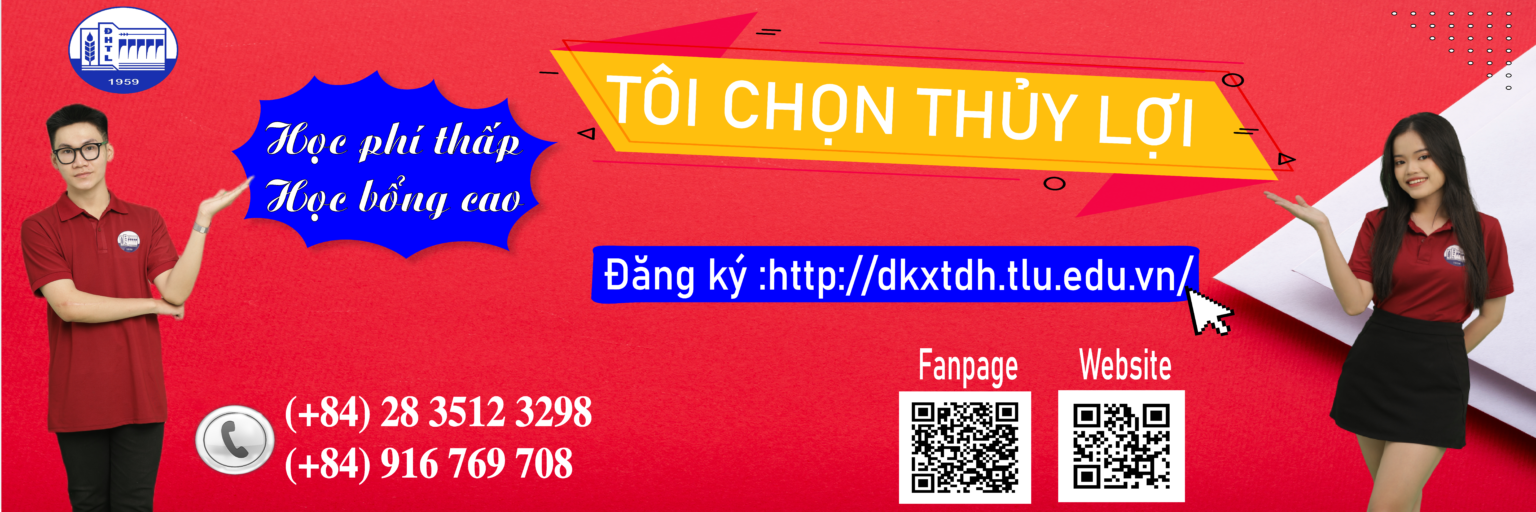 ĐHTL
1959
Học phí thấp
Học bổng cao
TÔI CHỌN THỦY LỢI
Đăng ký :http://dkxtdh.tlu.edu.vn/
Fanpage
Website
(+84) 28 3512 3298
(+84) 916 769 708